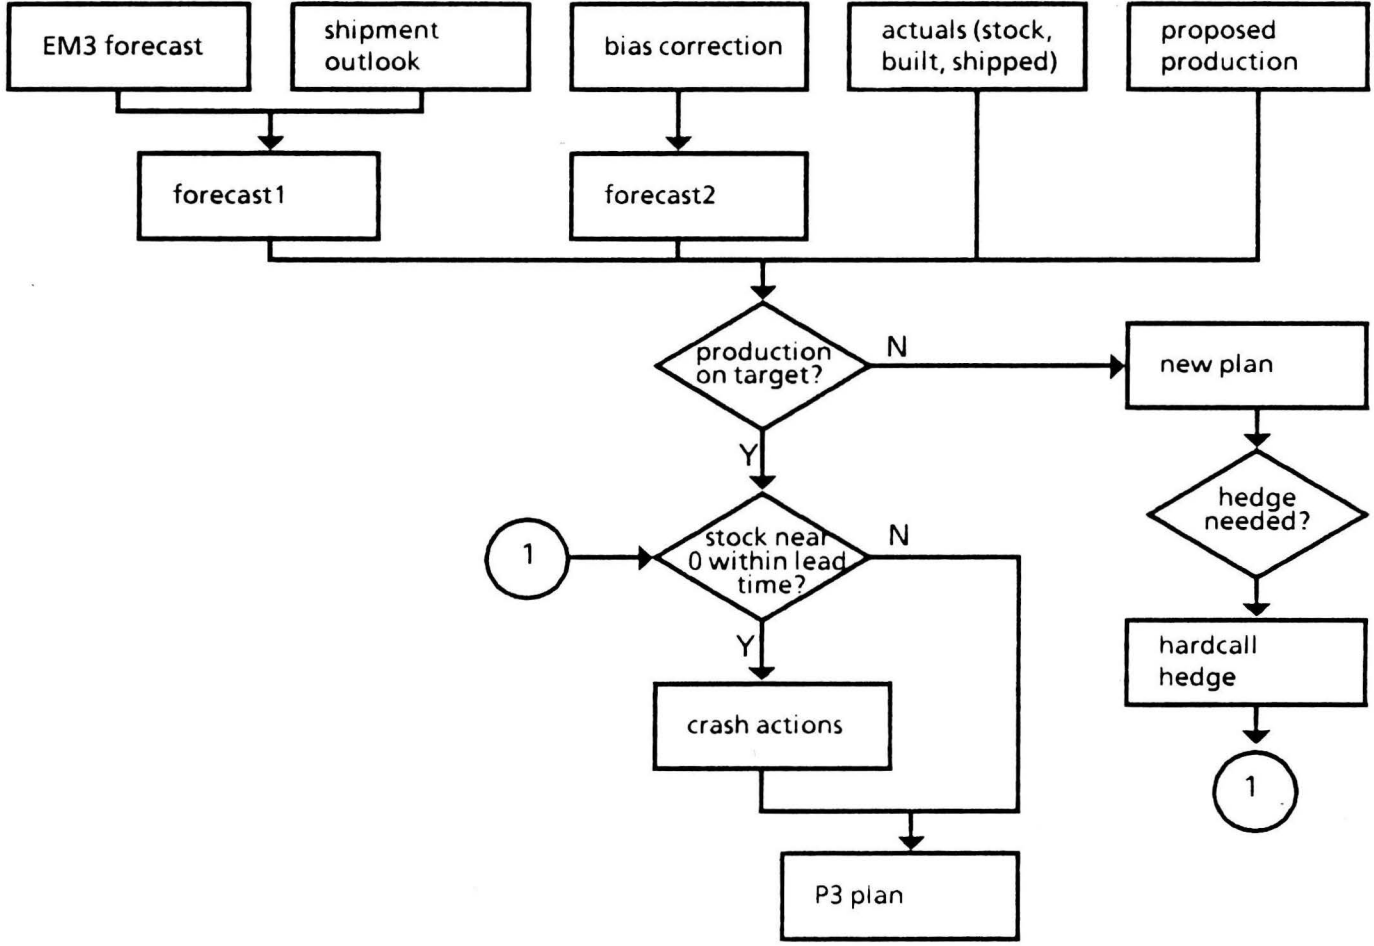 EM3 forecast
shipment
outlook
bias correction
actuals (stock,
built, shipped)
proposed
production
forecast1
forecast2
production
on target?
N
new plan
Y
hedge
needed?
1
stock near
0 within lead
time?
N
Y
hardcall
hedge
crash actions
1
P3 plan